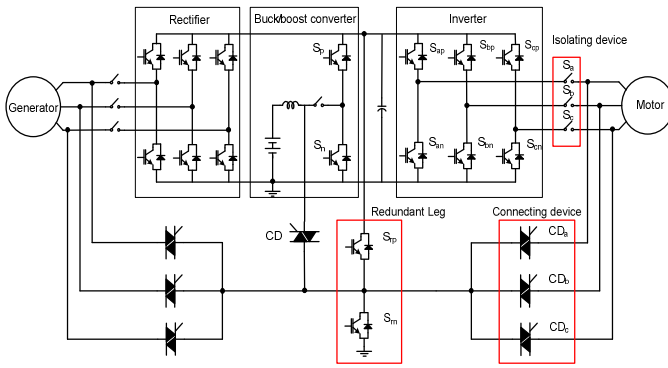 Rectifier
Buck/boost converter
Inverter
Isolating device
Generator
Motor
Sp
Sn
Sap
Sbp
Scp
San
Sbn
Scn
Sa
Sb
Sc
CD
Redundant Leg
Srp
Srn
Connecting device
CDa
CDb
CDc